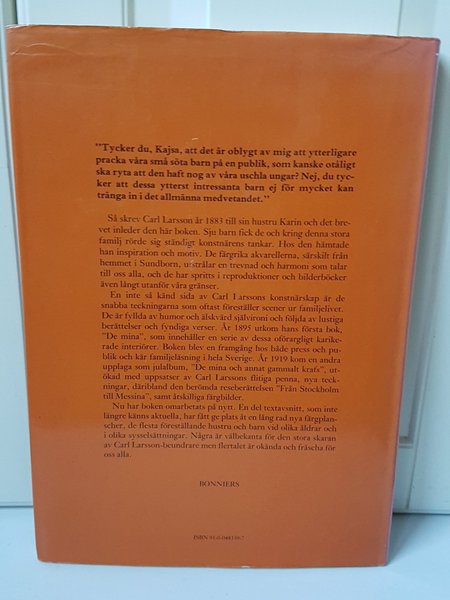 "Tycker du, Kajsa, att det är oblygt av mig att ytterligare
pracka våra små söta barn på en publik, som kanske otåligt
ska ryta att den haft nog av våra uschla ungar? Nej, du tyc-
ker att dessa ytterst intressanta barn ej för mycket kan
tränga in i det allmänna medvetandet."
Så skrev Carl Larsson år 1883 till sin hustru Karin och det bre-
vet inleder den här boken. Sju barn fick de och kring denna stora
familj rörde sig ständigt konstnärens tankar. Hos den hämtade
han inspiration och motiv. De färgrika akvarellerna, särskilt från
hemmet i Sundborn, utstrålar en trevnad och harmoni som talar
till oss alla, och de har spritts i reproduktioner och bilderböcker
även långt utanför våra gränser.
En inte så känd sida av Carl Larssons konstnärskap är de
snabba teckningarna som oftast föreställer scener ur familjelivet.
De är fyllda av humor och älskvärd självironi och följda av lustiga
berättelser och fyndiga verser. År 1895 utkom hans första bok,
"De mina", som innehåller en serie av dessa oförargligt karike-
rade interiörer. Boken blev en framgång hos både press och pu-
blik och kär familjeläsning i hela Sverige. År 1919 kom en andra
upplaga som julalbum, "De mina och annat gammalt krafs", ut-
ökad med uppsatser av Carl Larssons flitiga penna, nya teck-
ningar, däribland den berömda reseberättelsen "Från Stockholm
till Messina", samt åtskilliga färgbilder.
Nu har boken omarbetats på nytt. En del textavsnitt, som inte
längre känns aktuella, har fått ge plats åt en lång rad nya färgplan-
scher, de flesta föreställande hustru och barn vid olika åldrar och
i olika sysselsättningar. Några är välbekanta för den stora skaran
av Carl Larsson-beundrare men flertalet är okända och fräscha för
oss alla.
BONNIERS
ISBN